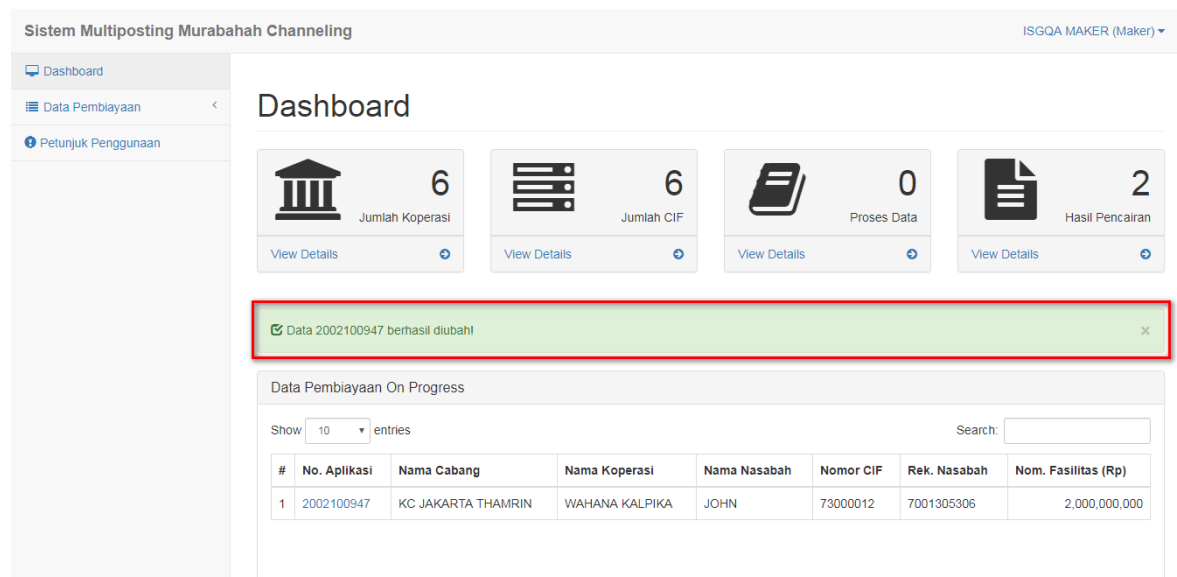 Sistem Multiposting Murabahah Channeling
ISGQA MAKER (Maker)
Dashboard
Data Pembiayaan
Petunjuk Penggunaan
Dashboard
6
Jumlah Koperasi
View Details
6
Jumlah CIF
View Details
0
Proses Data
View Details
2
Hasil Pencairan
View Details
Data 2002100947 berhasil diubah!
×
Data Pembiayaan On Progress
Show 10 entries
Search:
# No. Aplikasi Nama Cabang Nama Koperasi Nama Nasabah Nomor CIF Rek. Nasabah Nom. Fasilitas (Rp)
1 2002100947 KC JAKARTA THAMRIN WAHANA KALPIKA JOHN 73000012 7001305306 2,000,000,000